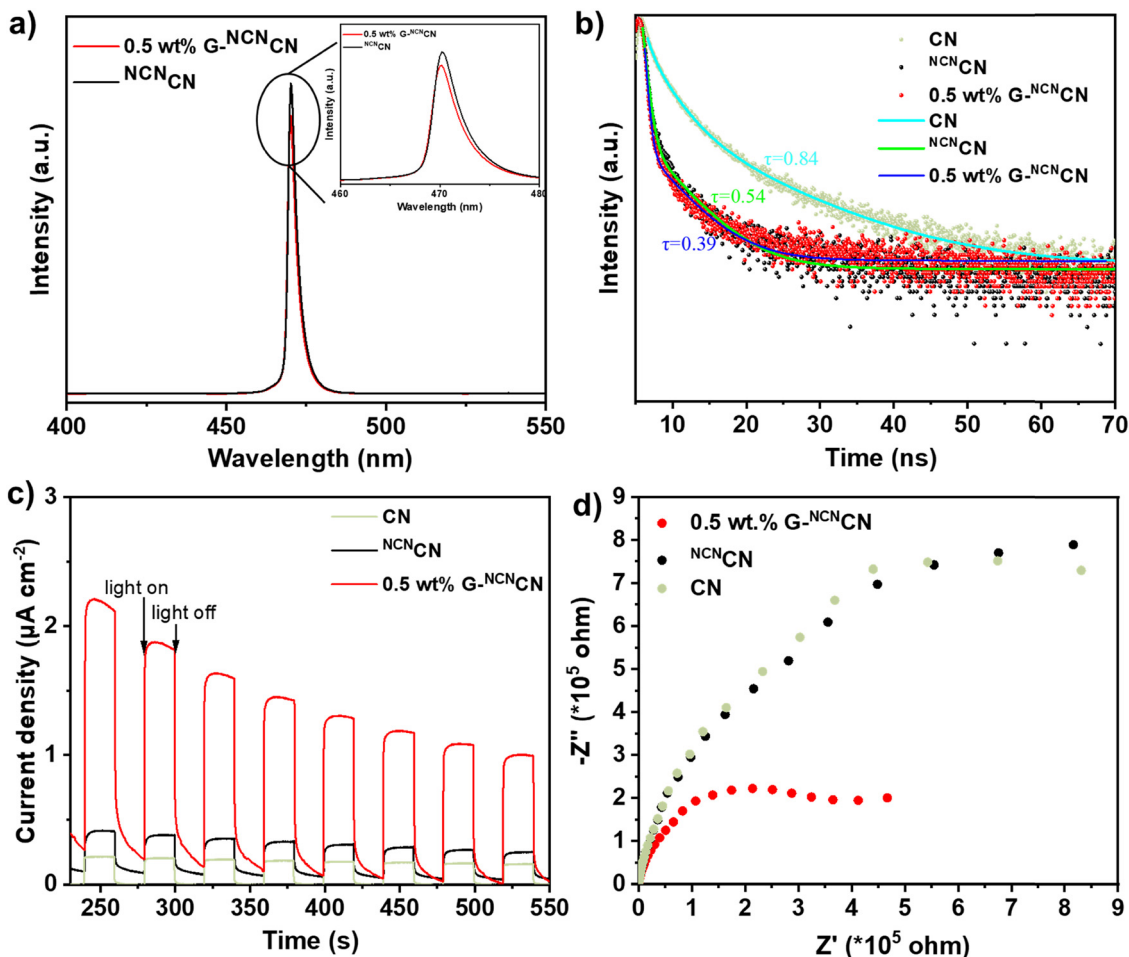 a)
0.5 wt% G-ᴺᶜᴺCN
ᴺᶜᴺCN
0.5 wt% G-ᴺᶜᴺCN
ᴺᶜᴺCN
Intensity (a.u.)
460 470 480
Wavelength (nm)
Intensity (a.u.)
400 450 500 550
Wavelength (nm)
b)
CN
ᴺᶜᴺCN
0.5 wt% G-ᴺᶜᴺCN
CN
ᴺᶜᴺCN
0.5 wt% G-ᴺᶜᴺCN
τ=0.84
τ=0.54
τ=0.39
Intensity (a.u.)
10 20 30 40 50 60 70
Time (ns)
c)
CN
ᴺᶜᴺCN
0.5 wt% G-ᴺᶜᴺCN
light on
light off
Current density (µA cm⁻²)
3
2
1
0
250 300 350 400 450 500 550
Time (s)
d)
0.5 wt.% G-ᴺᶜᴺCN
ᴺᶜᴺCN
CN
-Z'' (*10⁵ ohm)
9
8
7
6
5
4
3
2
1
0
0 1 2 3 4 5 6 7 8 9
Z' (*10⁵ ohm)